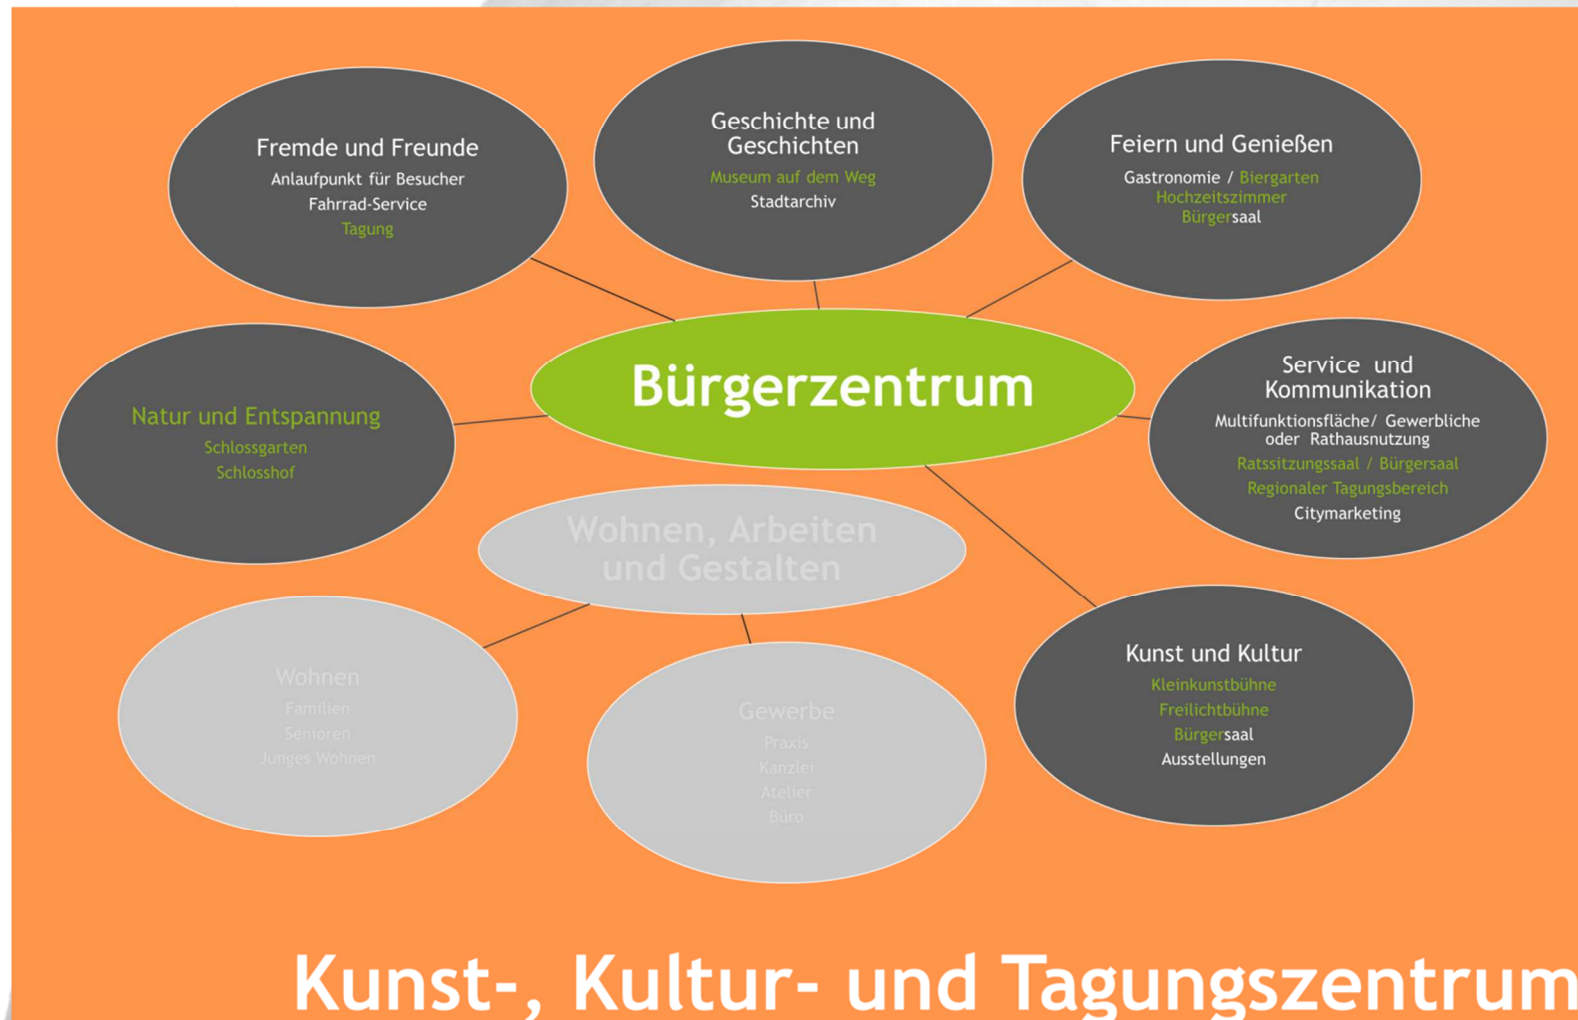 Fremde und Freunde
Anlaufpunkt für Besucher
Fahrrad-Service
Tagung
Geschichte und
Geschichten
Museum auf dem Weg
Stadtarchiv
Feiern und Genießen
Gastronomie / Biergarten
Hochzeitszimmer
Bürgersaal
Bürgerzentrum
Natur und Entspannung
Schlossgarten
Schlosshof
Service und
Kommunikation
Multifunktionsfläche/ Gewerbliche
oder Rathausnutzung
Ratssitzungssaal / Bürgersaal
Regionaler Tagungsbereich
Citymarketing
Wohnen, Arbeiten
und Gestalten
Wohnen
Familien
Senioren
Junges Wohnen
Gewerbe
Praxis
Kanzlei
Atelier
Büro
Kunst und Kultur
Kleinkunstbühne
Freilichtbühne
Bürgersaal
Ausstellungen
Kunst-, Kultur- und Tagungszentrum